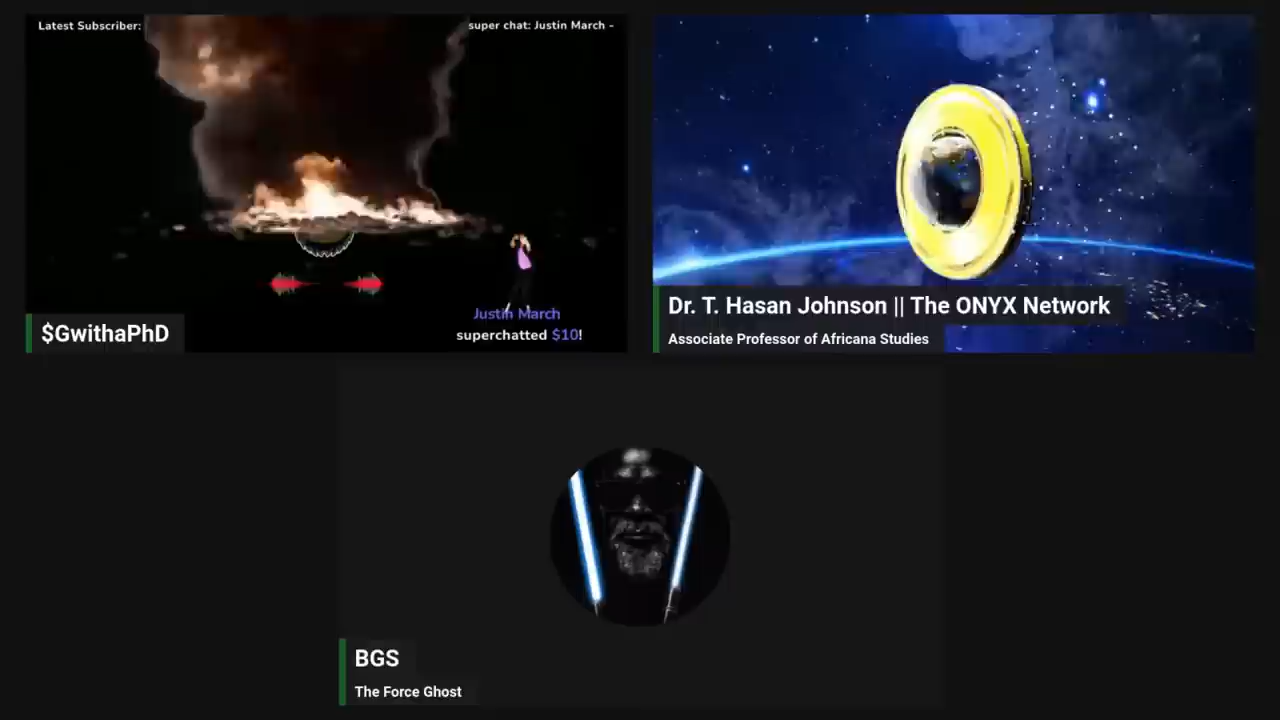 Latest Subscriber:
super chat: Justin March -
Justin March
superchatted $10!
$GwithaPhD
Dr. T. Hasan Johnson || The ONYX Network
Associate Professor of Africana Studies
BGS
The Force Ghost